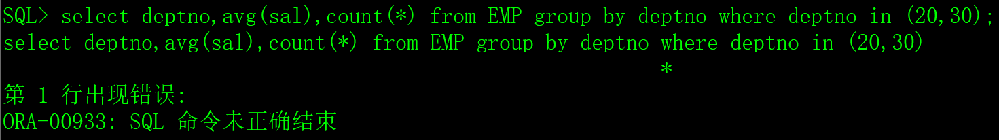 SQL> select deptno,avg(sal),count(*) from EMP group by deptno where deptno in (20,30);
select deptno,avg(sal),count(*) from EMP group by deptno where deptno in (20,30)
*
第 1 行出现错误:
ORA-00933: SQL 命令未正确结束